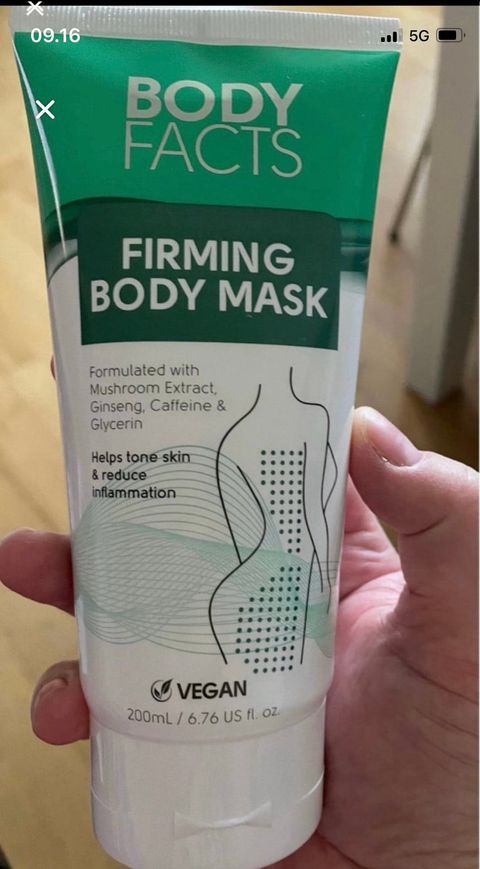 09.16
5G
BODY
FACTS
FIRMING
BODY MASK
Formulated with
Mushroom Extract,
Ginseng, Caffeine &
Glycerin
Helps tone skin
& reduce
inflammation
VEGAN
200mL / 6.76 US fl. oz.